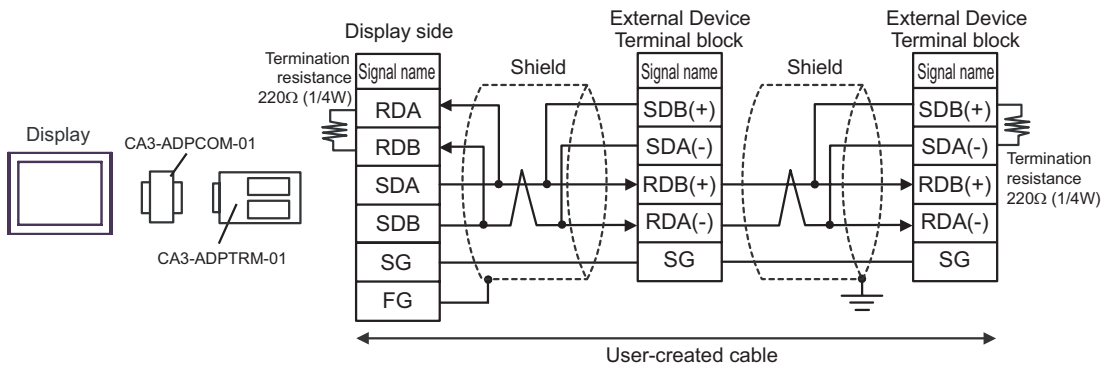 Display
CA3-ADPCOM-01
CA3-ADPTRM-01
Display side
Termination
resistance
220Ω (1/4W)
Signal name
RDA
RDB
SDA
SDB
SG
FG
Shield
External Device
Terminal block
Signal name
SDB(+)
SDA(-)
RDB(+)
RDA(-)
SG
Shield
External Device
Terminal block
Signal name
SDB(+)
SDA(-)
RDB(+)
RDA(-)
SG
Termination
resistance
220Ω (1/4W)
User-created cable